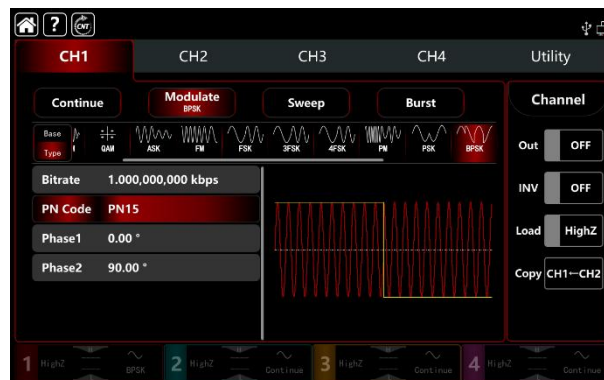 ? CNT
CH1 CH2 CH3 CH4 Utility
Continue Modulate Sweep Burst Channel
BPSK
Base
Type QAM ASK FM FSK 3FSK 4FSK PM PSK BPSK
Out OFF
Bitrate 1.000,000,000 kbps
INV OFF
PN Code PN15
Load HighZ
Phase1 0.00 °
Phase2 90.00 °
Copy CH1←CH2
1 HighZ BPSK 2 HighZ Continue 3 HighZ Continue 4 HighZ Continue